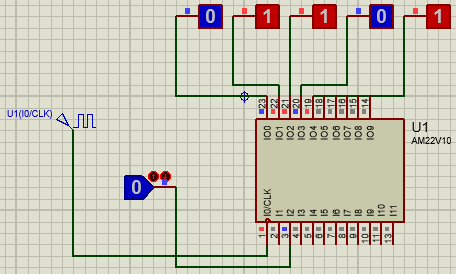 0 1 1 0 1
U1(I0/CLK)
0
23 22 21 20 19 18 17 16 15 14
IO0 IO1 IO2 IO3 IO4 IO5 IO6 IO7 IO8 IO9
U1
AM22V10
I0/CLK I1 I2 I3 I4 I5 I6 I7 I8 I9 I10 I11
1 2 3 4 5 6 7 8 9 10 11 13